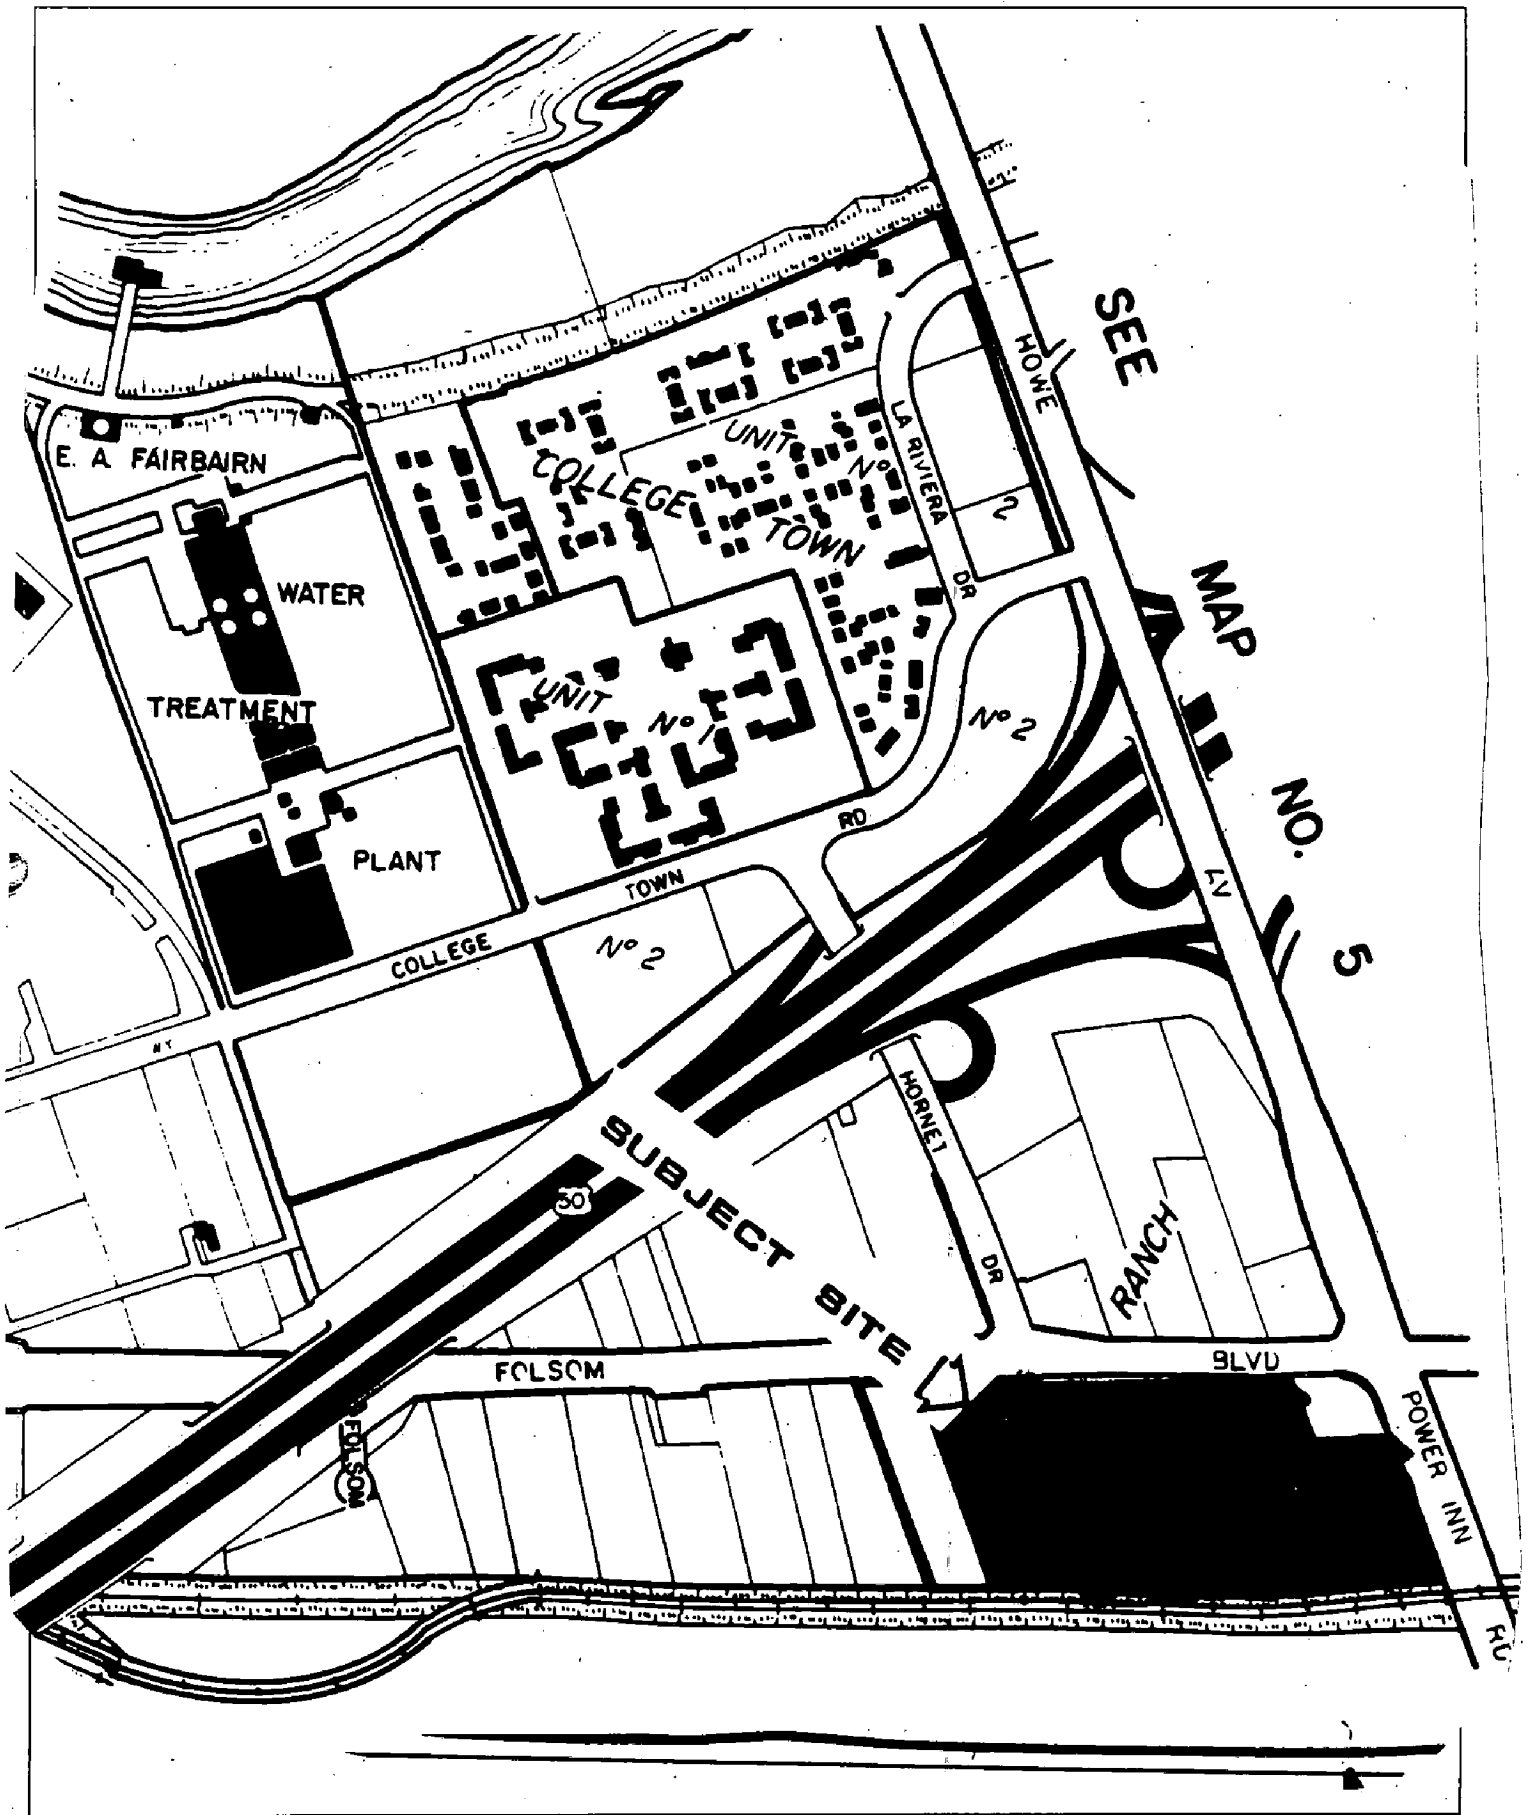 SEE MAP NO. 5
HOWE
LA RIVIERA
DR
E. A. FAIRBAIRN
WATER
TREATMENT
PLANT
COLLEGE
TOWN
UNIT
No
2
UNIT
No 1
No 2
COLLEGE TOWN RD
No 2
AV
HORNET
DR
RANCH
SUBJECT SITE
50
FOLSOM BLVD
FOLSOM
POWER INN
RD